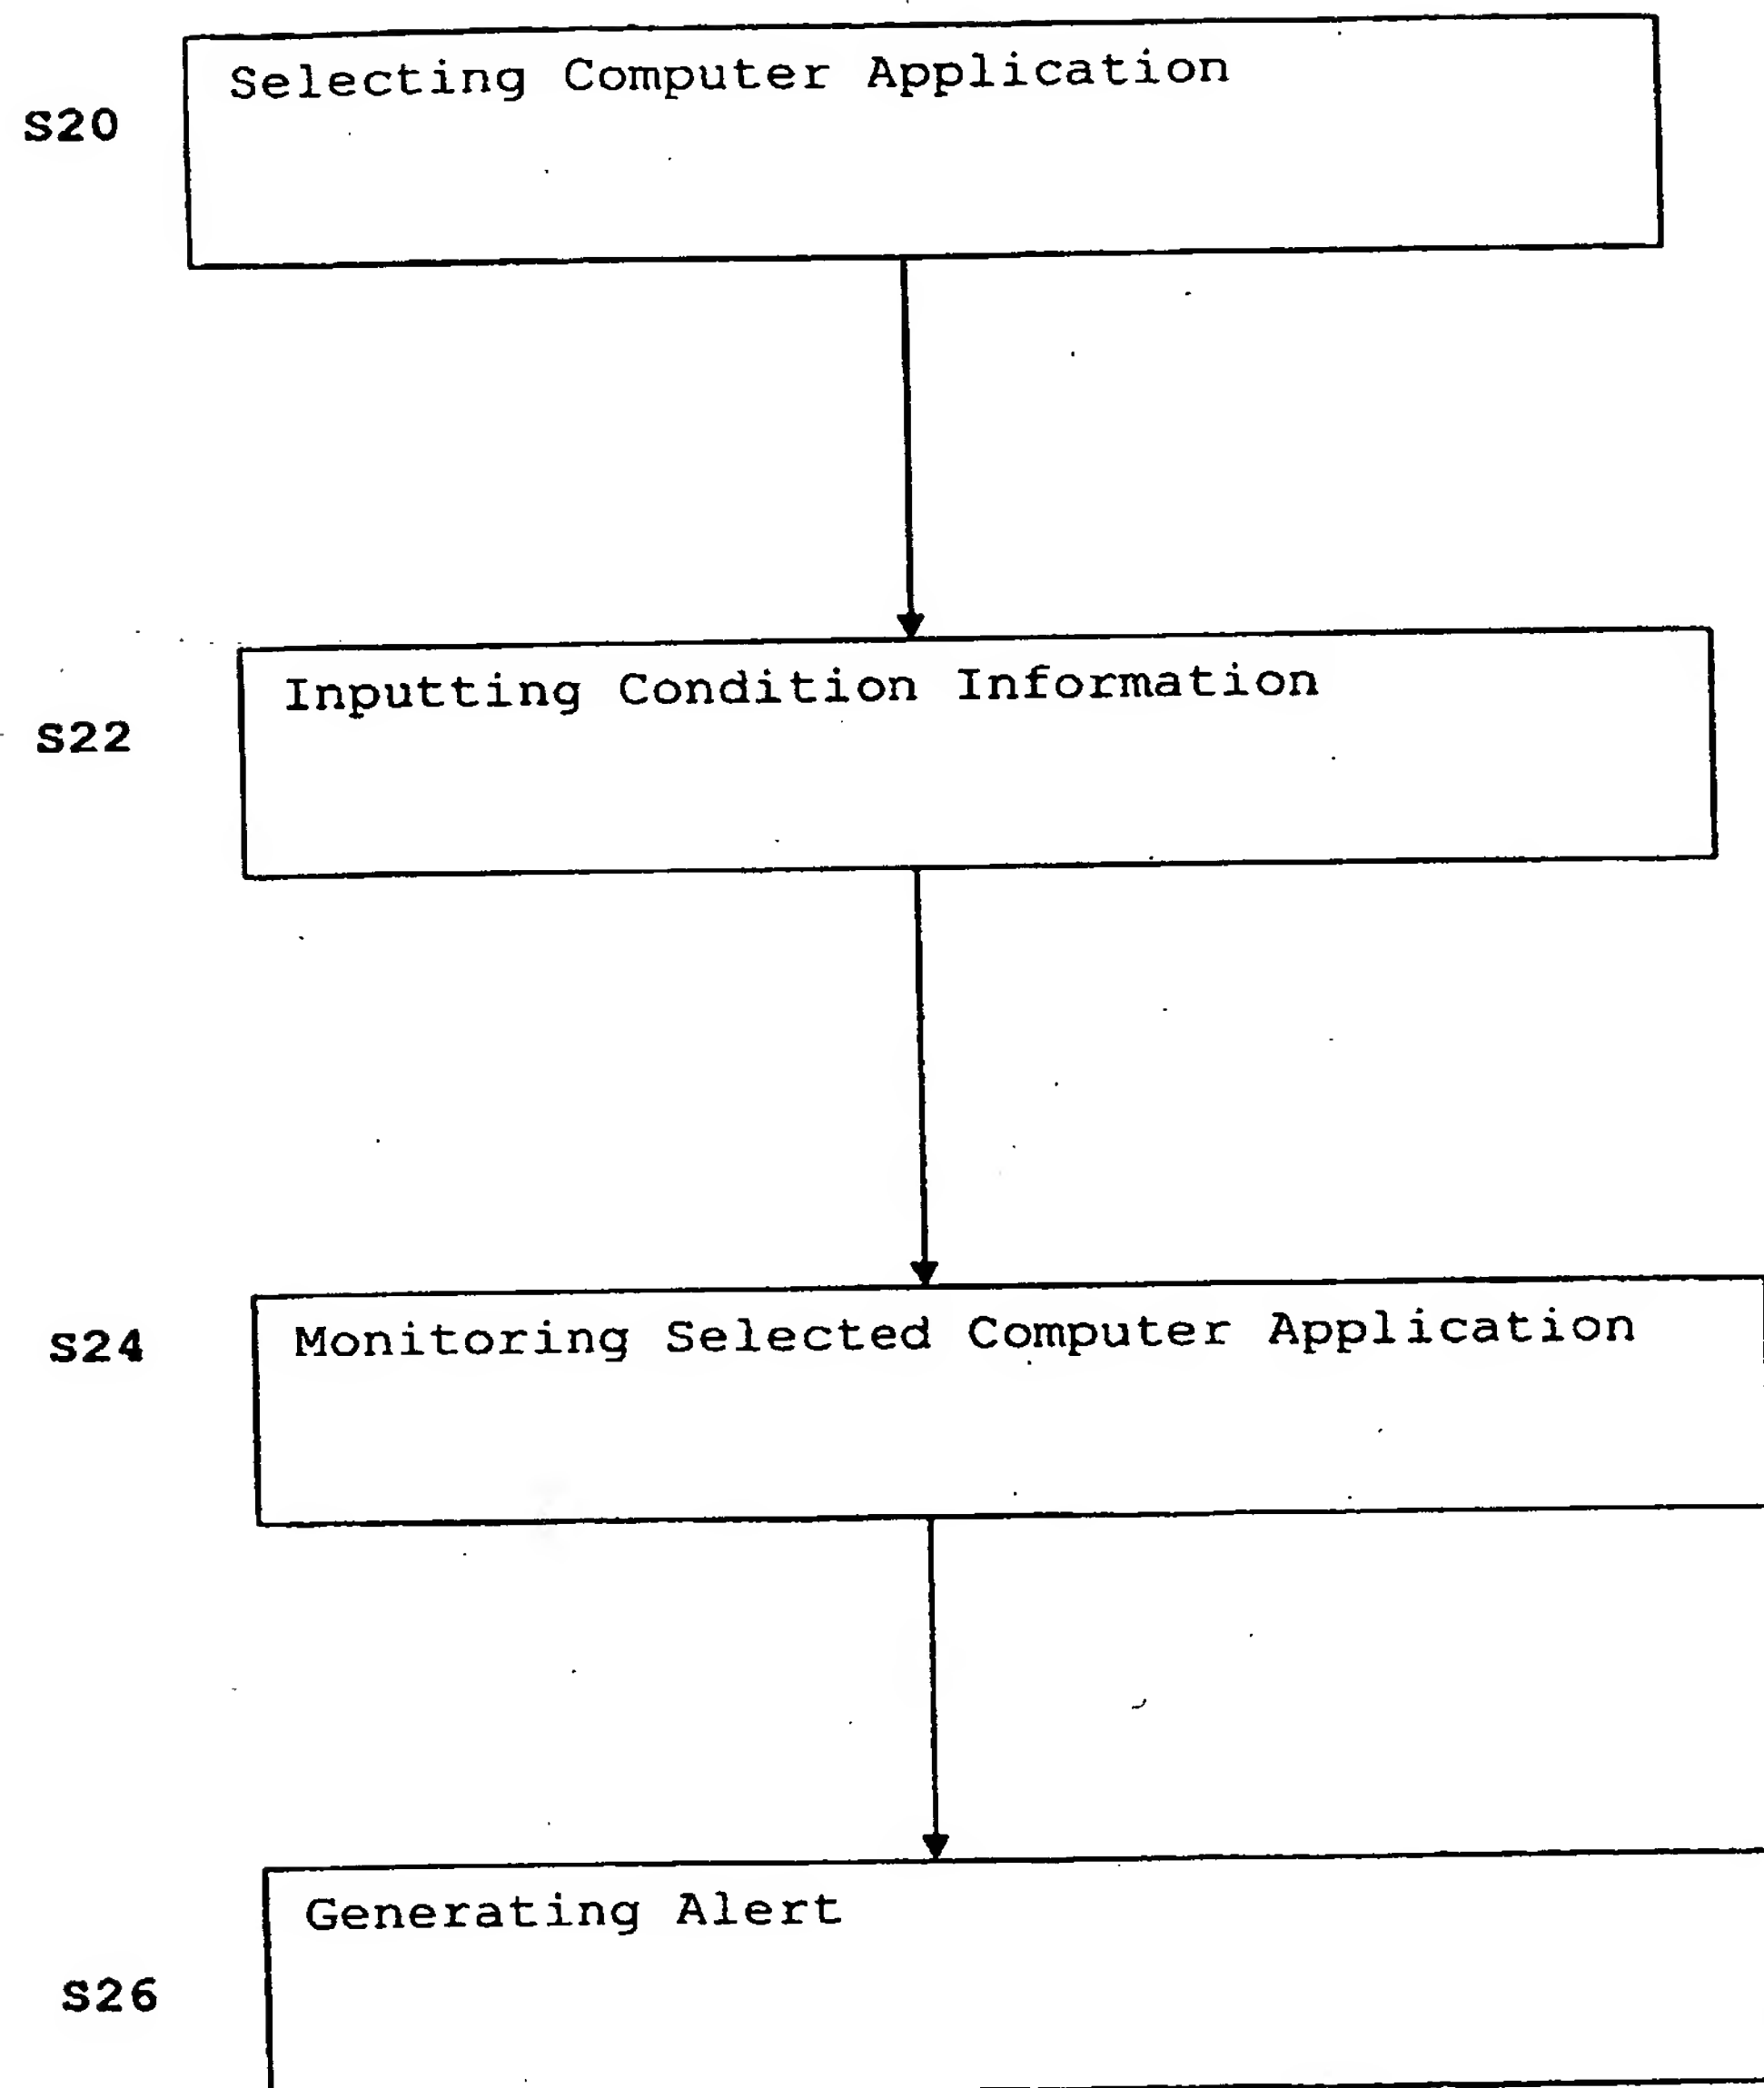 Selecting Computer Application
S20
Inputting Condition Information
S22
Monitoring Selected Computer Application
S24
Generating Alert
S26